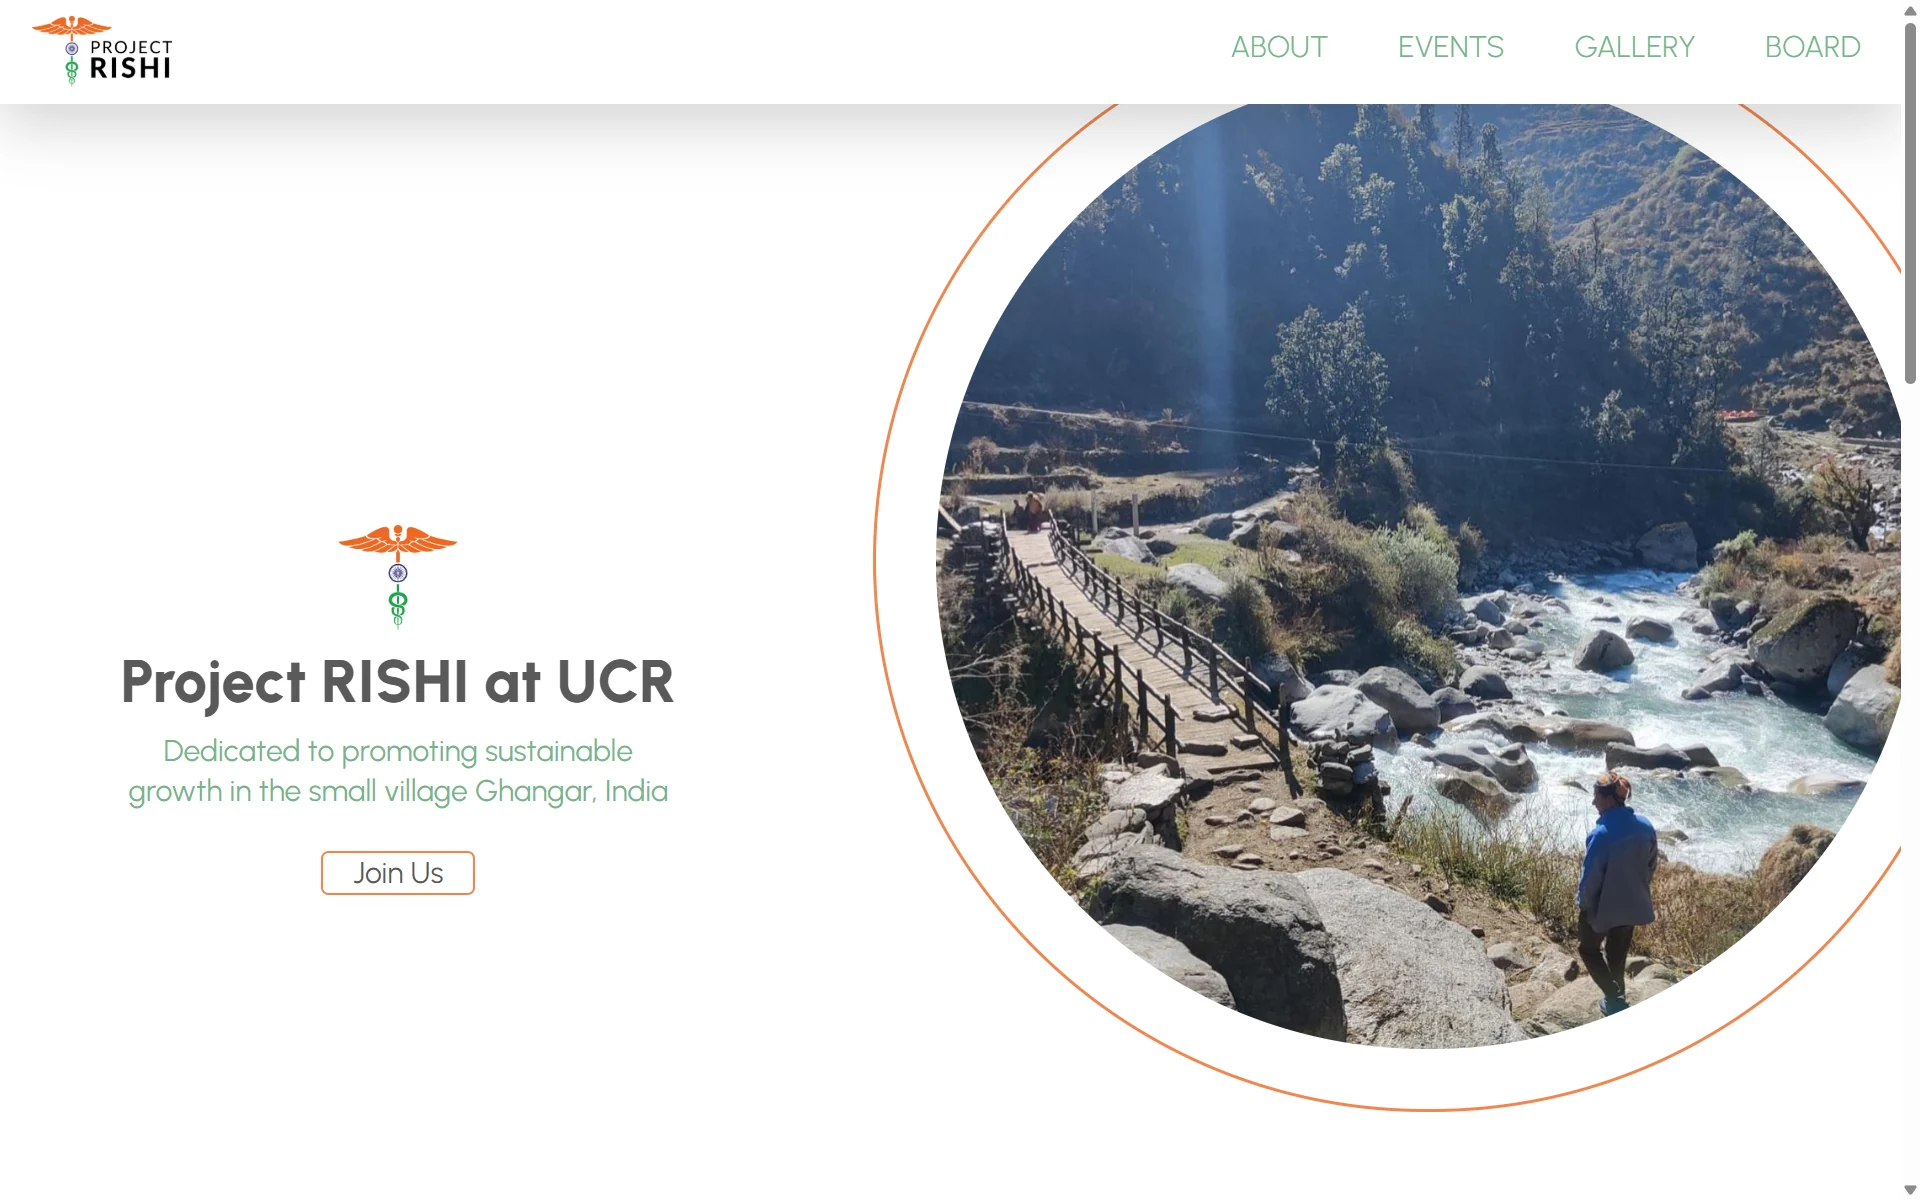 PROJECT
RISHI
ABOUT
EVENTS
GALLERY
BOARD
Project RISHI at UCR
Dedicated to promoting sustainable
growth in the small village Ghangar, India
Join Us